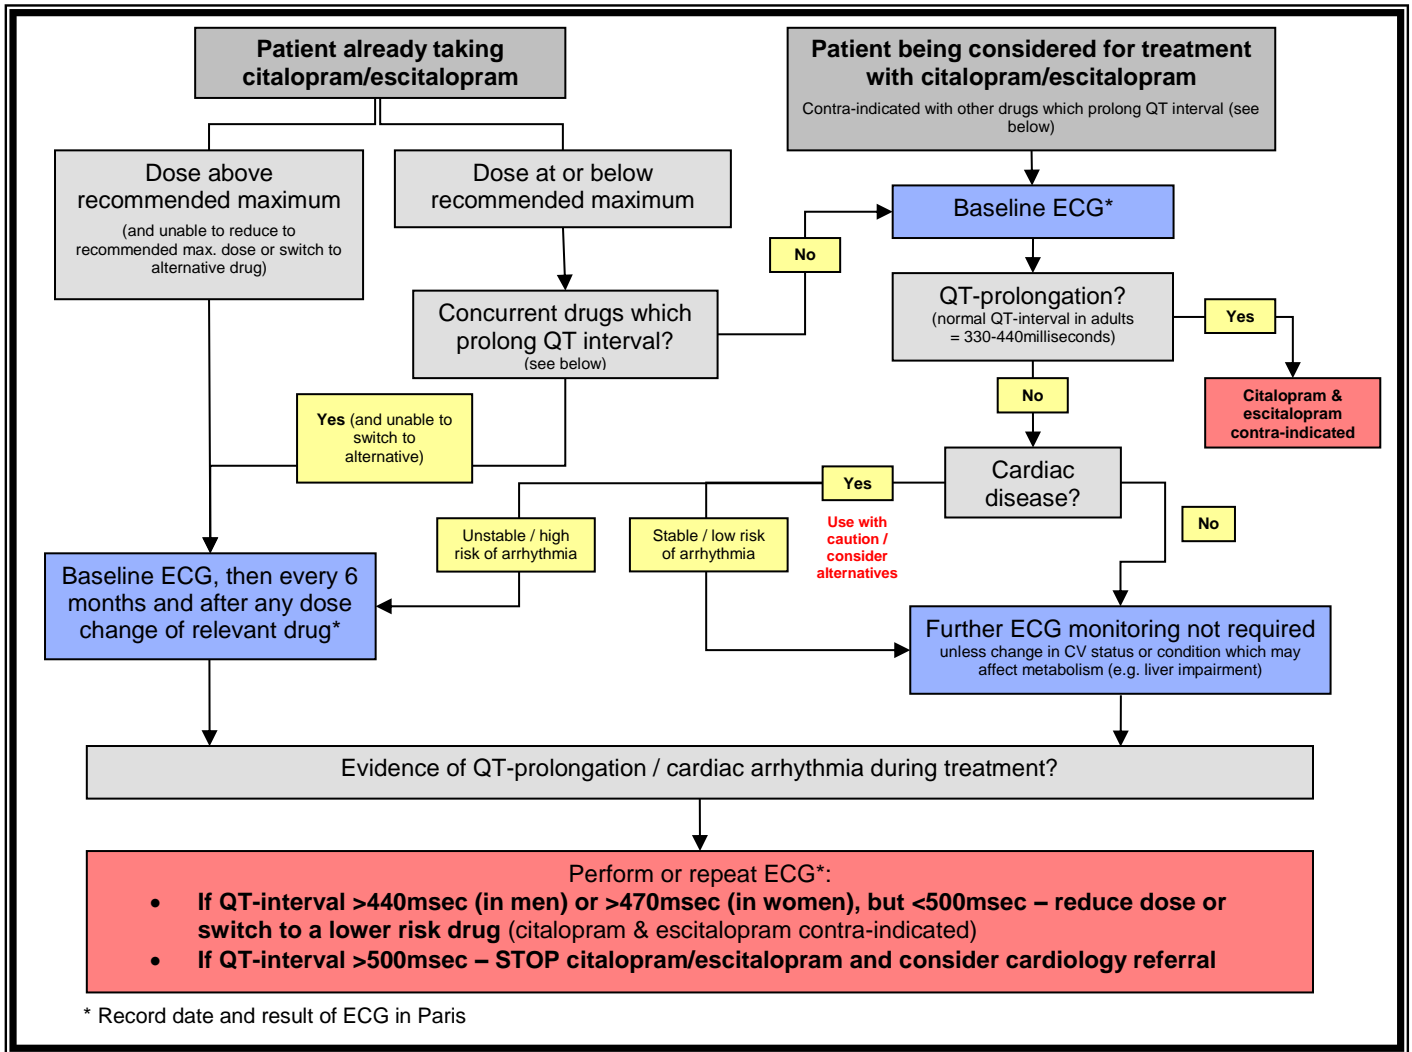 Patient already taking
citalopram/escitalopram
Patient being considered for treatment
with citalopram/escitalopram
Contra-indicated with other drugs which prolong QT interval (see
below)
Dose above
recommended maximum
(and unable to reduce to
recommended max. dose or switch to
alternative drug)
Dose at or below
recommended maximum
Baseline ECG*
No
Concurrent drugs which
prolong QT interval?
(see below)
QT-prolongation?
(normal QT-interval in adults
= 330-440milliseconds)
Yes
Citalopram &
escitalopram
contra-indicated
No
Yes (and unable to
switch to
alternative)
Cardiac
disease?
Yes
Use with
caution /
consider
alternatives
No
Unstable / high
risk of arrhythmia
Stable / low risk
of arrhythmia
Baseline ECG, then every 6
months and after any dose
change of relevant drug*
Further ECG monitoring not required
unless change in CV status or condition which may
affect metabolism (e.g. liver impairment)
Evidence of QT-prolongation / cardiac arrhythmia during treatment?
Perform or repeat ECG*:
• If QT-interval >440msec (in men) or >470msec (in women), but <500msec – reduce dose or
switch to a lower risk drug (citalopram & escitalopram contra-indicated)
• If QT-interval >500msec – STOP citalopram/escitalopram and consider cardiology referral
* Record date and result of ECG in Paris